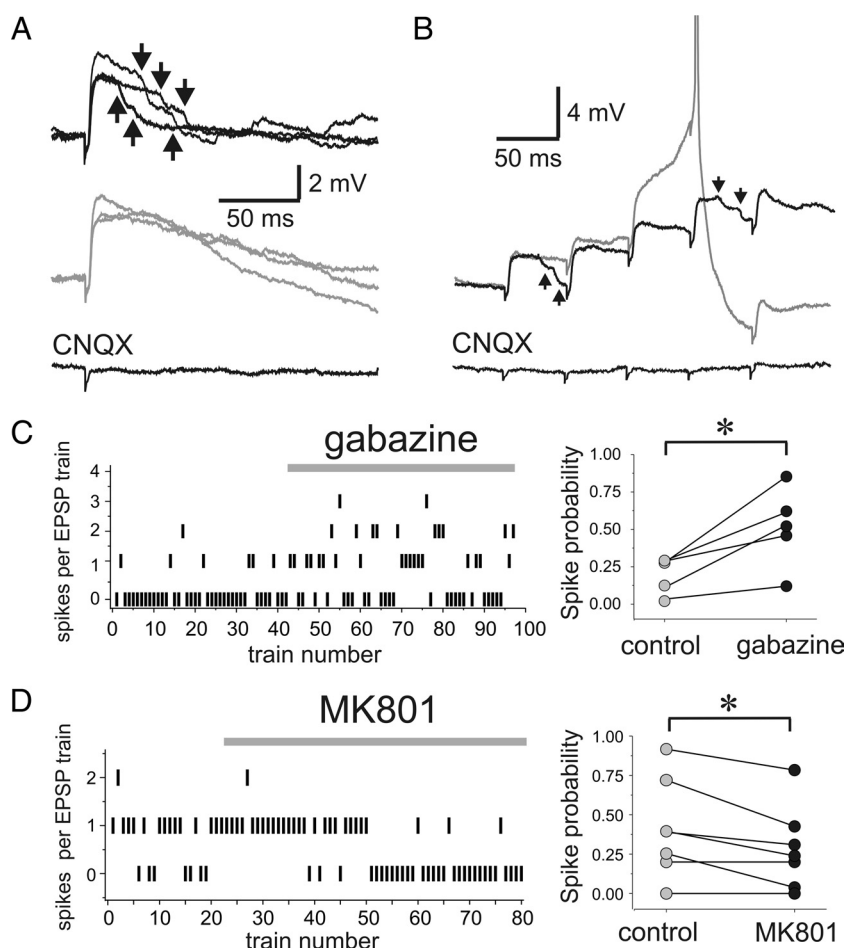 A
B
2 mV
50 ms
4 mV
50 ms
CNQX
CNQX
C
gabazine
spikes per EPSP train
4
3
2
1
0
0 10 20 30 40 50 60 70 80 90 100
train number
*
Spike probability
1.00
0.75
0.50
0.25
0.00
control gabazine
D
MK801
spikes per EPSP train
2
1
0
0 10 20 30 40 50 60 70 80
train number
*
Spike probability
1.00
0.75
0.50
0.25
0.00
control MK801